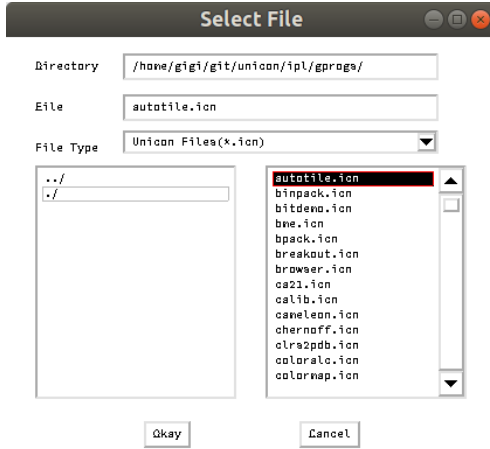 Select File
Directory
/home/gigi/git/unicon/ipl/gprogs/
File
autotile.icn
File Type
Unicon Files(*.icn)
../
./
autotile.icn
binpack.icn
bitdemo.icn
bme.icn
bpack.icn
breakout.icn
browser.icn
ca21.icn
calib.icn
cameleon.icn
chernoff.icn
clrs2pdb.icn
coloralc.icn
colormap.icn
Okay
Cancel